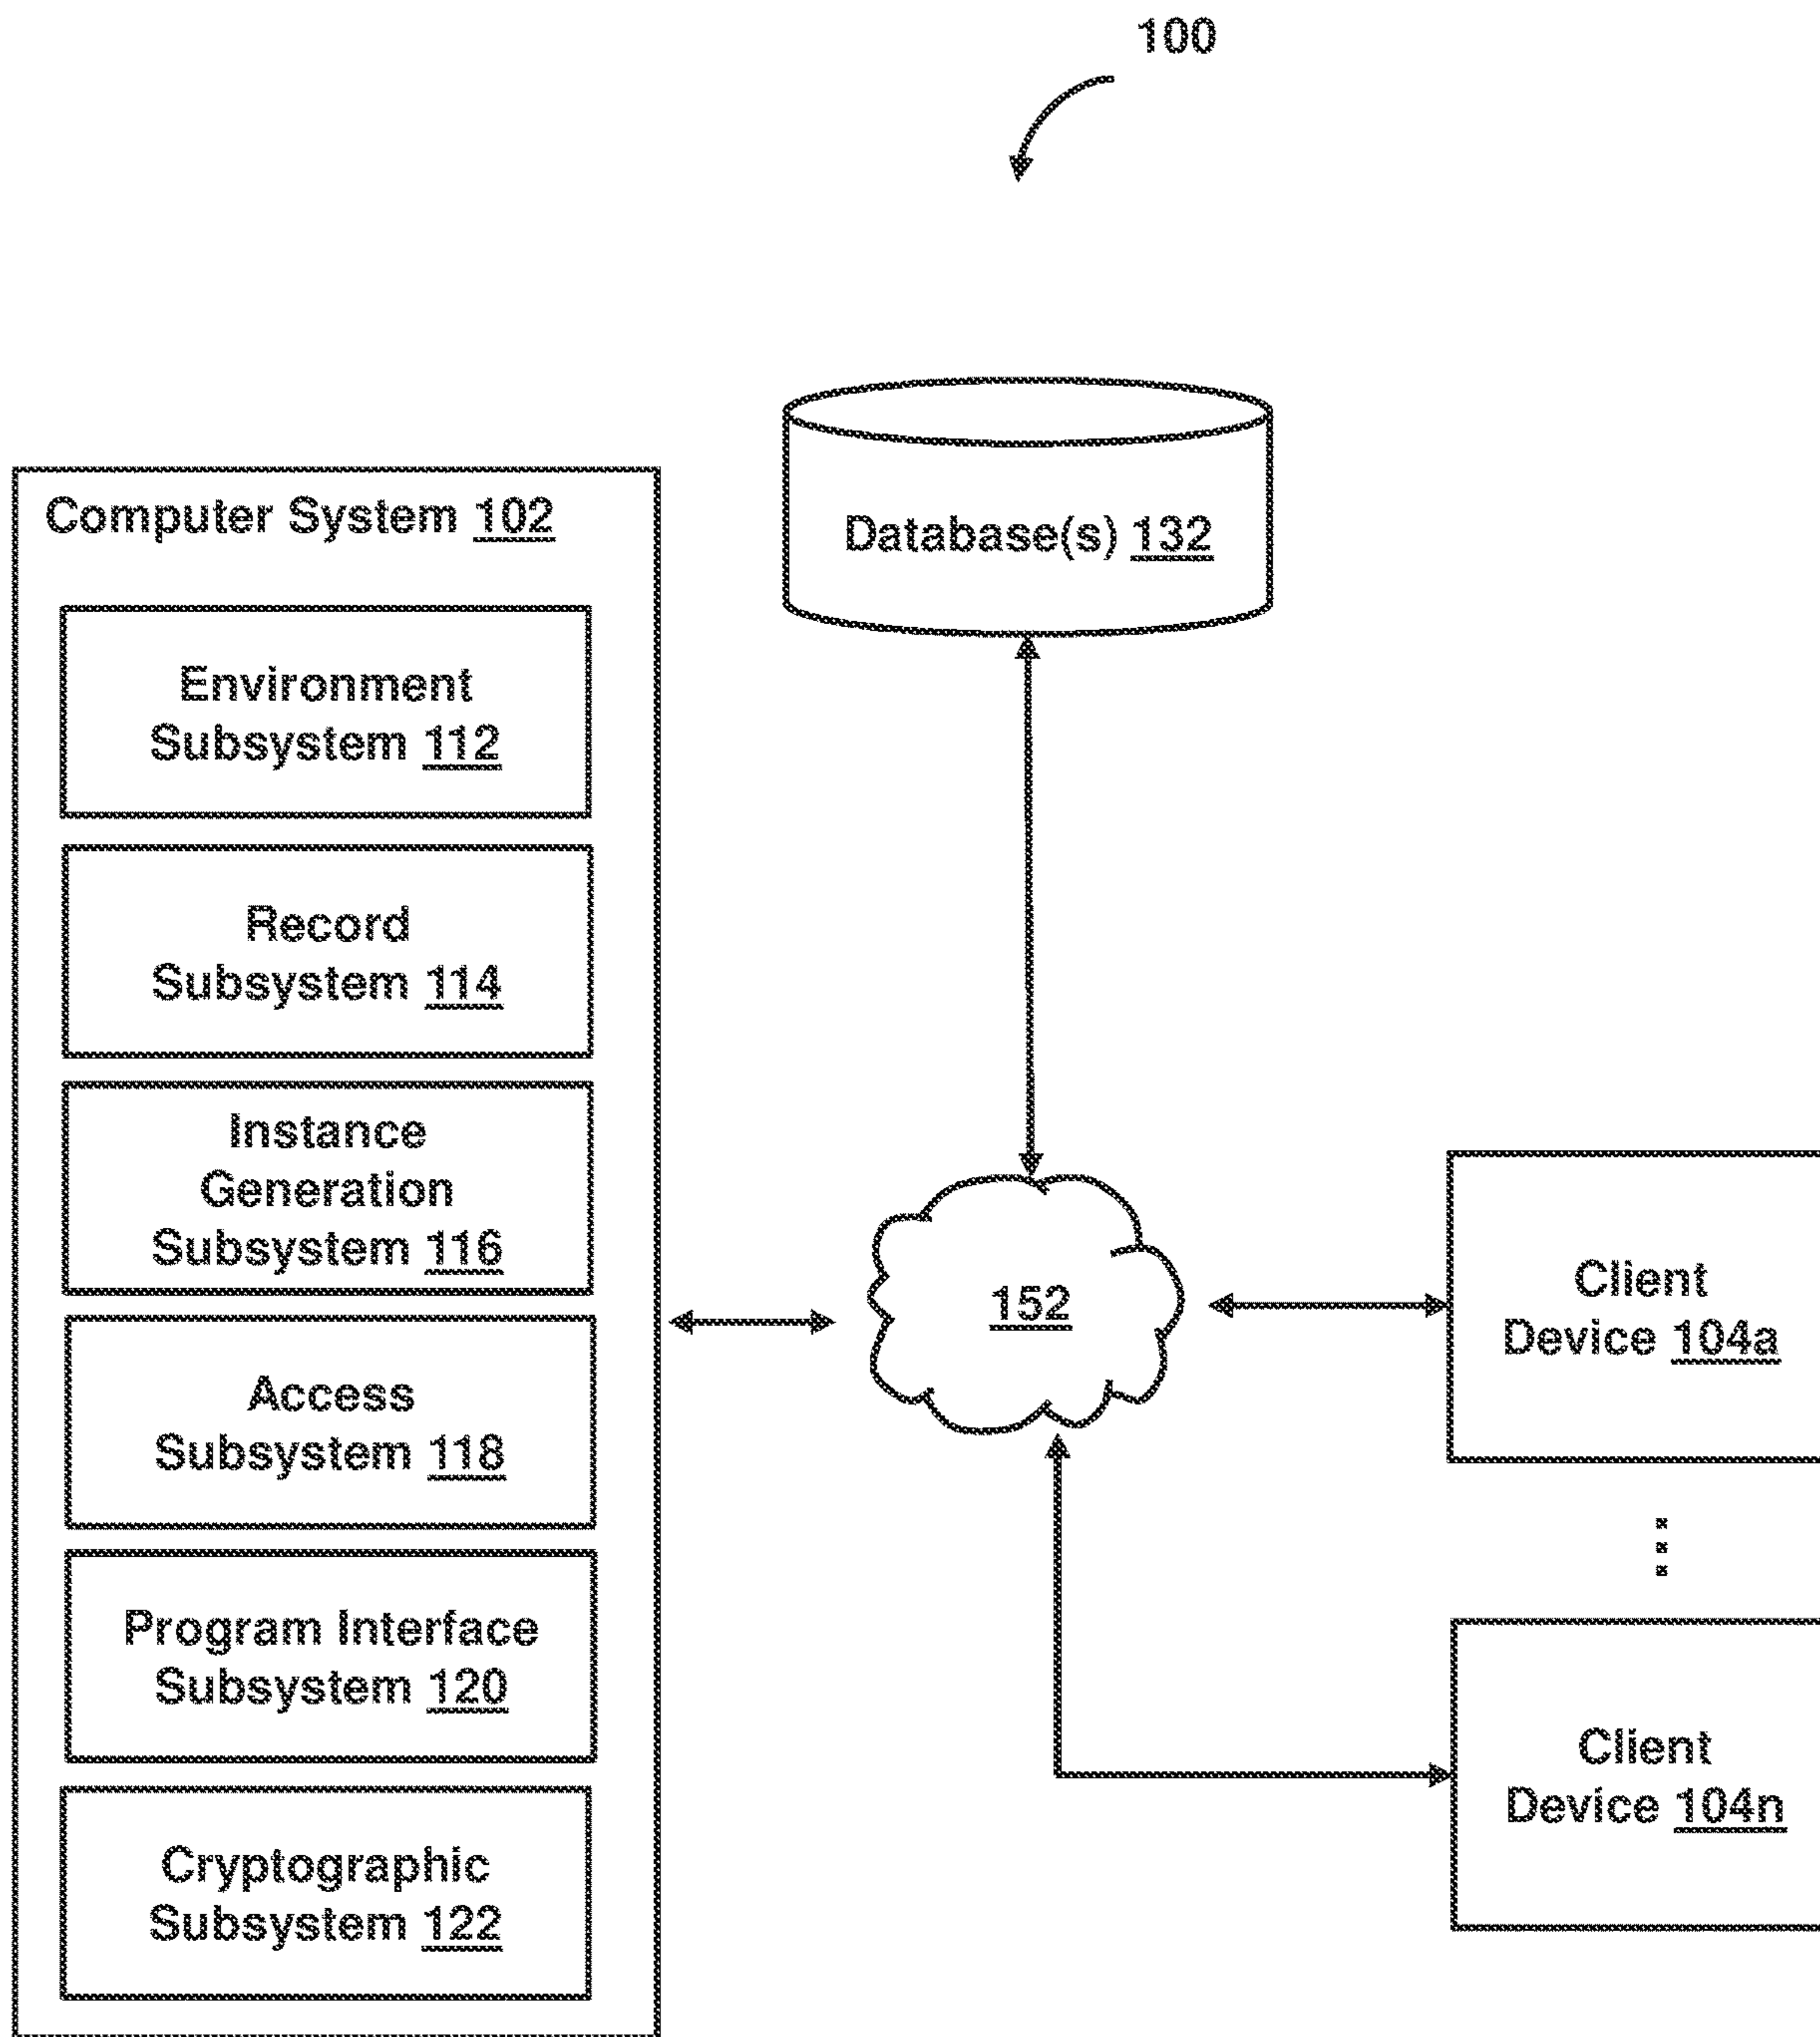 100
Computer System 102
Environment
Subsystem 112
Record
Subsystem 114
Instance
Generation
Subsystem 116
Access
Subsystem 118
Program Interface
Subsystem 120
Cryptographic
Subsystem 122
Database(s) 132
152
Client
Device 104a
Client
Device 104n